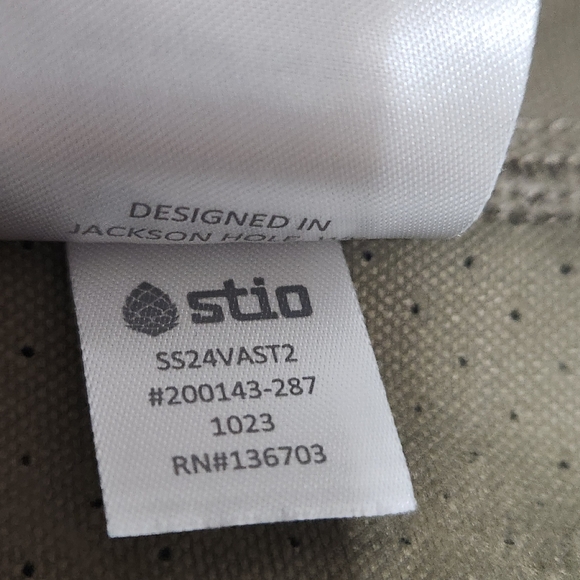 DESIGNED IN
JACKSON HOLE,
stio
SS24VAST2
#200143-287
1023
RN#136703